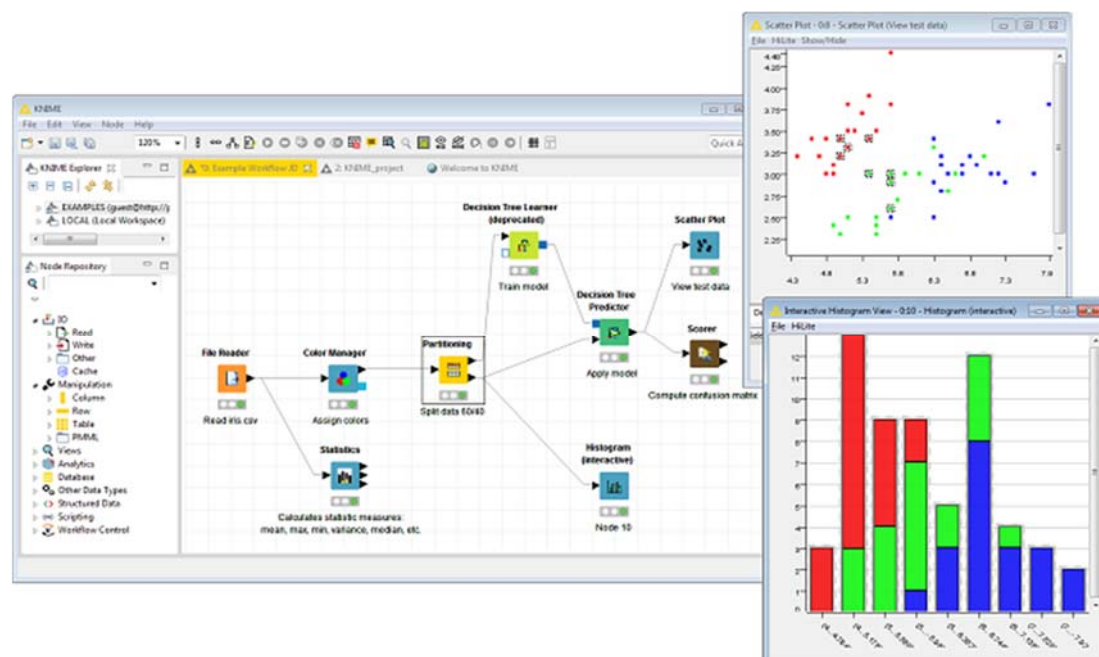 Scatter Plot - 0:8 - Scatter Plot (View test data)
File HiLite Show/Hide
4.40
4.25
4.00
3.75
3.50
3.25
3.00
2.75
2.50
2.25
4.3
4.8
5.3
5.8
6.3
6.8
7.3
7.8
KNIME
File Edit View Node Help
120%
KNIME Explorer
EXAMPLES
LOCAL (Local Workspace)
Node Repository
IO
Read
Write
Other
Cache
Manipulation
Column
Row
Table
PMML
Views
Analytics
Database
Other Data Types
Structured Data
Scripting
Workflow Control
Example Workflow
2: KNIME_project
Welcome to KNIME
Decision Tree Learner
(deprecated)
Train model
Scatter Plot
View test data
Decision Tree
Predictor
Apply model
Scorer
Compute confusion matrix
File Reader
Read iris csv
Color Manager
Assign colors
Partitioning
Split data 60/40
Statistics
Calculates statistic measures:
mean, max, min, variance, median, etc.
Histogram
(interactive)
Node 10
Interactive Histogram View - 0:10 - Histogram (interactive)
File HiLite
12
11
10
9
8
7
6
5
4
3
2
1
0